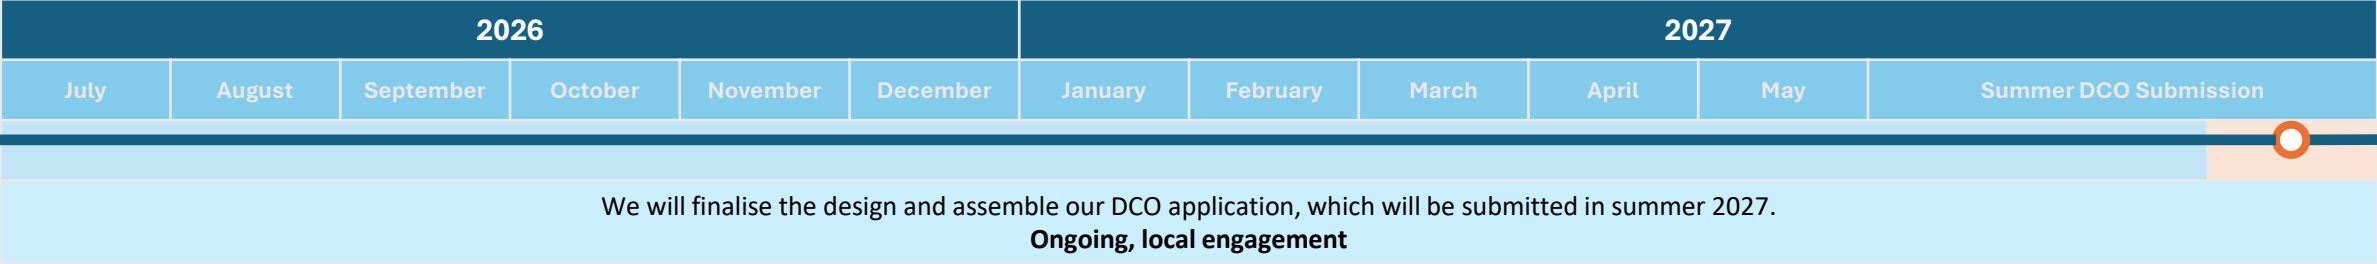 2026 2027
July August September October November December January February March April May Summer DCO Submission
We will finalise the design and assemble our DCO application, which will be submitted in summer 2027.
Ongoing, local engagement